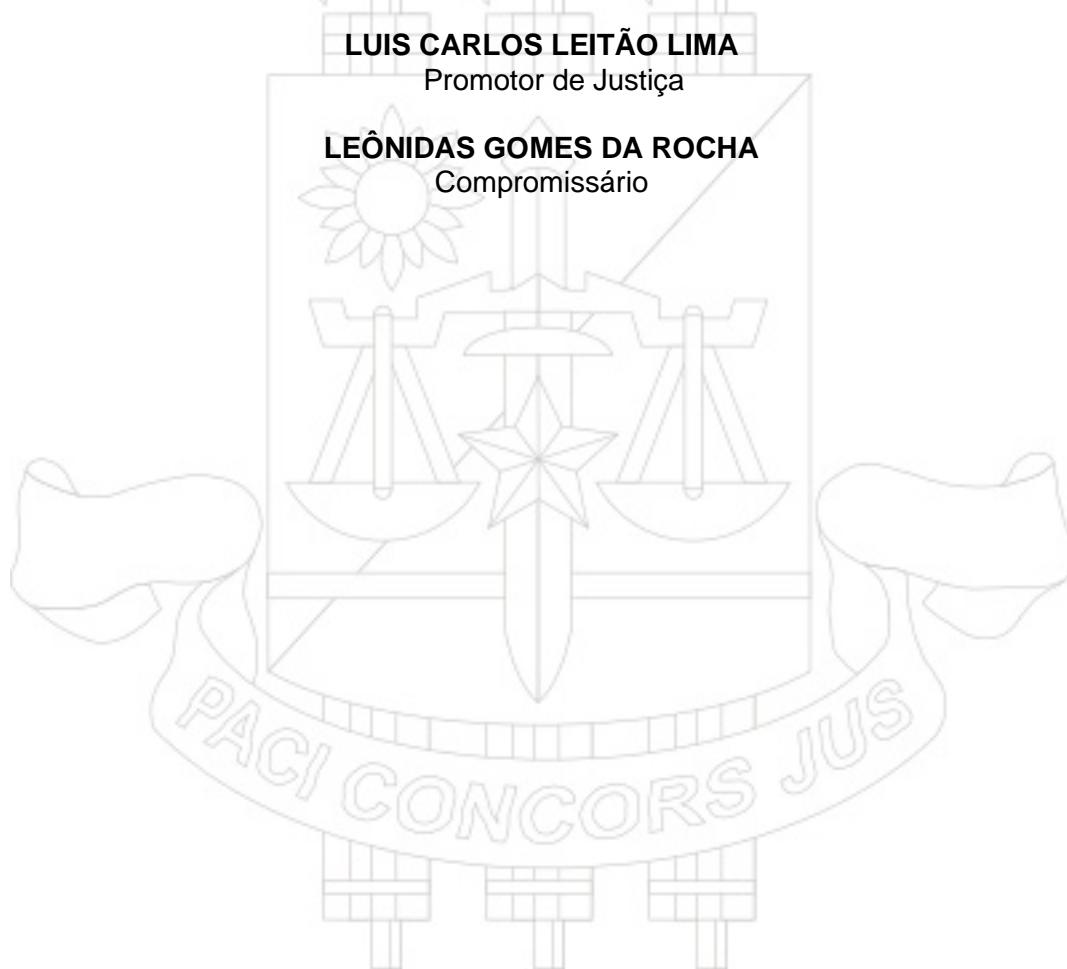 LUIS CARLOS LEITÃO LIMA
Promotor de Justiça
LEÔNIDAS GOMES DA ROCHA
Compromissário
PACI CONCORS JUS